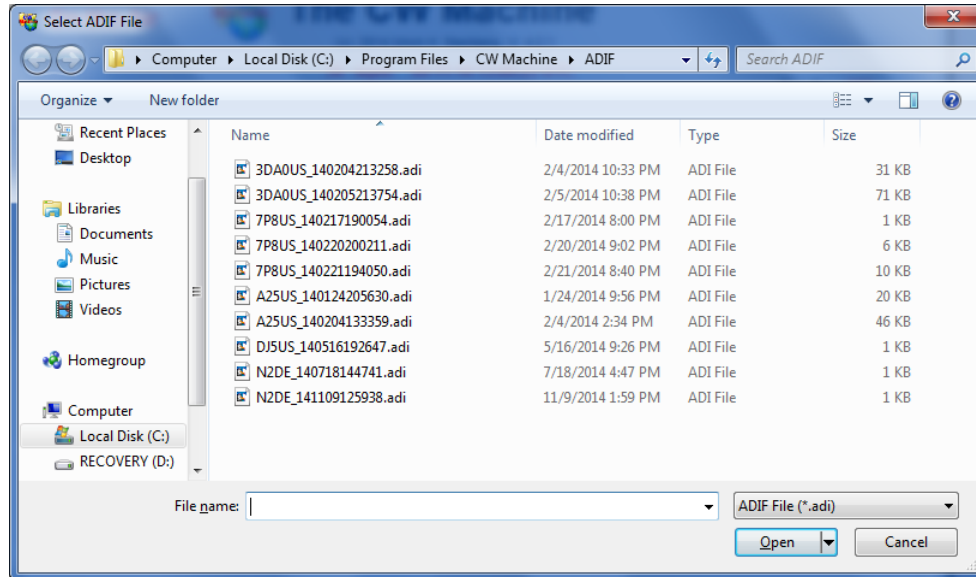 The CW Machine
Select ADIF File
Computer Local Disk (C:) Program Files CW Machine ADIF
Search ADIF
Organize New folder
Recent Places
Desktop
Libraries
Documents
Music
Pictures
Videos
Homegroup
Computer
Local Disk (C:)
RECOVERY (D:)
Name Date modified Type Size
3DA0US_140204213258.adi 2/4/2014 10:33 PM ADI File 31 KB
3DA0US_140205213754.adi 2/5/2014 10:38 PM ADI File 71 KB
7P8US_140217190054.adi 2/17/2014 8:00 PM ADI File 1 KB
7P8US_140220200211.adi 2/20/2014 9:02 PM ADI File 6 KB
7P8US_140221194050.adi 2/21/2014 8:40 PM ADI File 10 KB
A25US_140124205630.adi 1/24/2014 9:56 PM ADI File 20 KB
A25US_140204133359.adi 2/4/2014 2:34 PM ADI File 46 KB
DJ5US_140516192647.adi 5/16/2014 9:26 PM ADI File 1 KB
N2DE_140718144741.adi 7/18/2014 4:47 PM ADI File 1 KB
N2DE_141109125938.adi 11/9/2014 1:59 PM ADI File 1 KB
File name:
ADIF File (*.adi)
Open Cancel